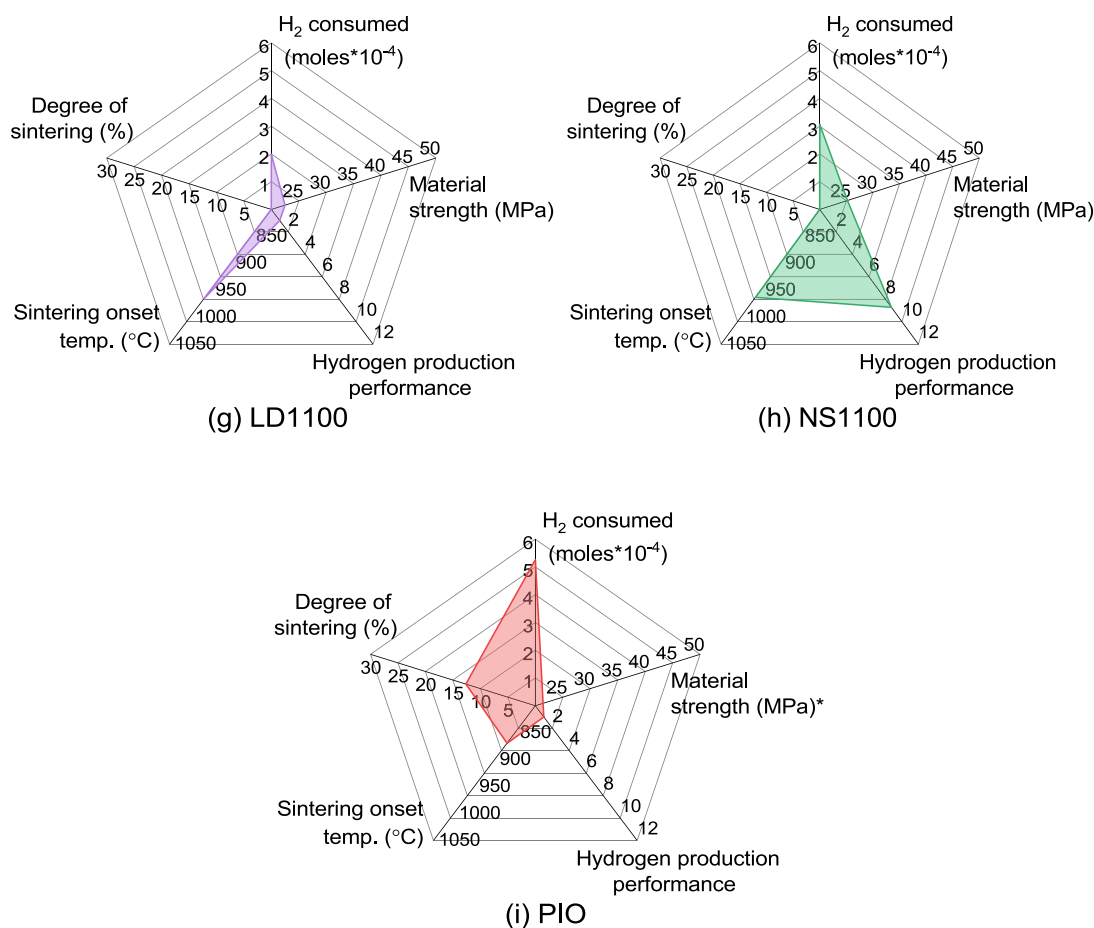 H2 consumed
(moles*10-4)
6
5
4
3
2
1
Degree of
sintering (%)
30
25
20
15
10
5
25
30
35
40
45
50
Material
strength (MPa)
2
4
6
8
10
12
850
900
950
1000
1050
Sintering onset
temp. (°C)
Hydrogen production
performance
(g) LD1100
H2 consumed
(moles*10-4)
6
5
4
3
2
1
Degree of
sintering (%)
30
25
20
15
10
5
25
30
35
40
45
50
Material
strength (MPa)
2
4
6
8
10
12
850
900
950
1000
1050
Sintering onset
temp. (°C)
Hydrogen production
performance
(h) NS1100
H2 consumed
(moles*10-4)
6
5
4
3
2
1
Degree of
sintering (%)
30
25
20
15
10
5
25
30
35
40
45
50
Material
strength (MPa)*
2
4
6
8
10
12
850
900
950
1000
1050
Sintering onset
temp. (°C)
Hydrogen production
performance
(i) PIO